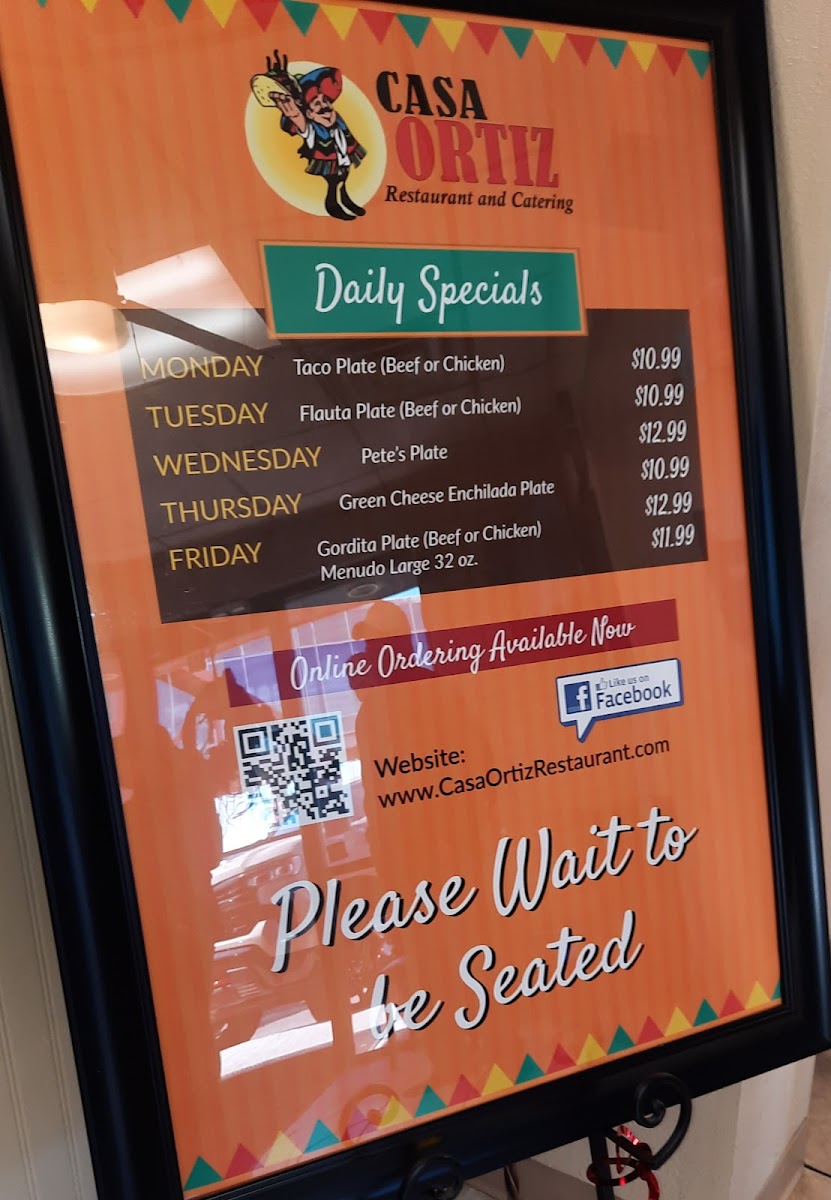 CASA
ORTIZ
Restaurant and Catering
Daily Specials
MONDAY Taco Plate (Beef or Chicken) $10.99
TUESDAY Flauta Plate (Beef or Chicken) $10.99
WEDNESDAY Pete's Plate $12.99
THURSDAY Green Cheese Enchilada Plate $10.99
FRIDAY Gordita Plate (Beef or Chicken) $12.99
Menudo Large 32 oz. $11.99
Online Ordering Available Now
Like us on
Facebook
Website:
www.CasaOrtizRestaurant.com
Please Wait to
be Seated